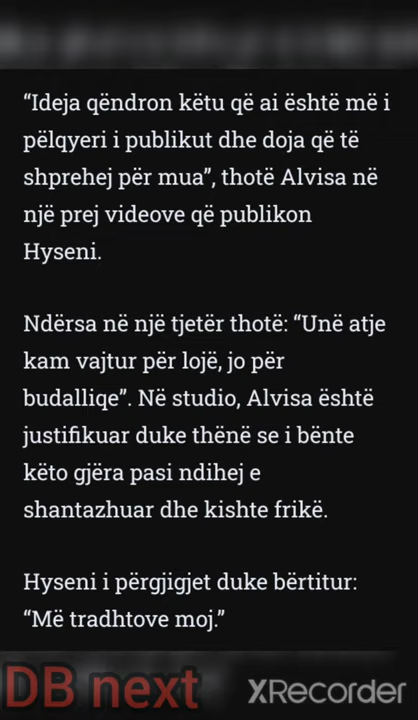 “Ideja qëndron këtu që ai është më i
pëlqyeri i publikut dhe doja që të
shprehej për mua”, thotë Alvisa në
një prej videove që publikon
Hyseni.
Ndërsa në një tjetër thotë: “Unë atje
kam vajtur për lojë, jo për
budalliqe”. Në studio, Alvisa është
justifikuar duke thënë se i bënte
këto gjëra pasi ndihej e
shantazhuar dhe kishte frikë.
Hyseni i përgjigjet duke bërtitur:
“Më tradhtove moj.”
DB next XRecorder